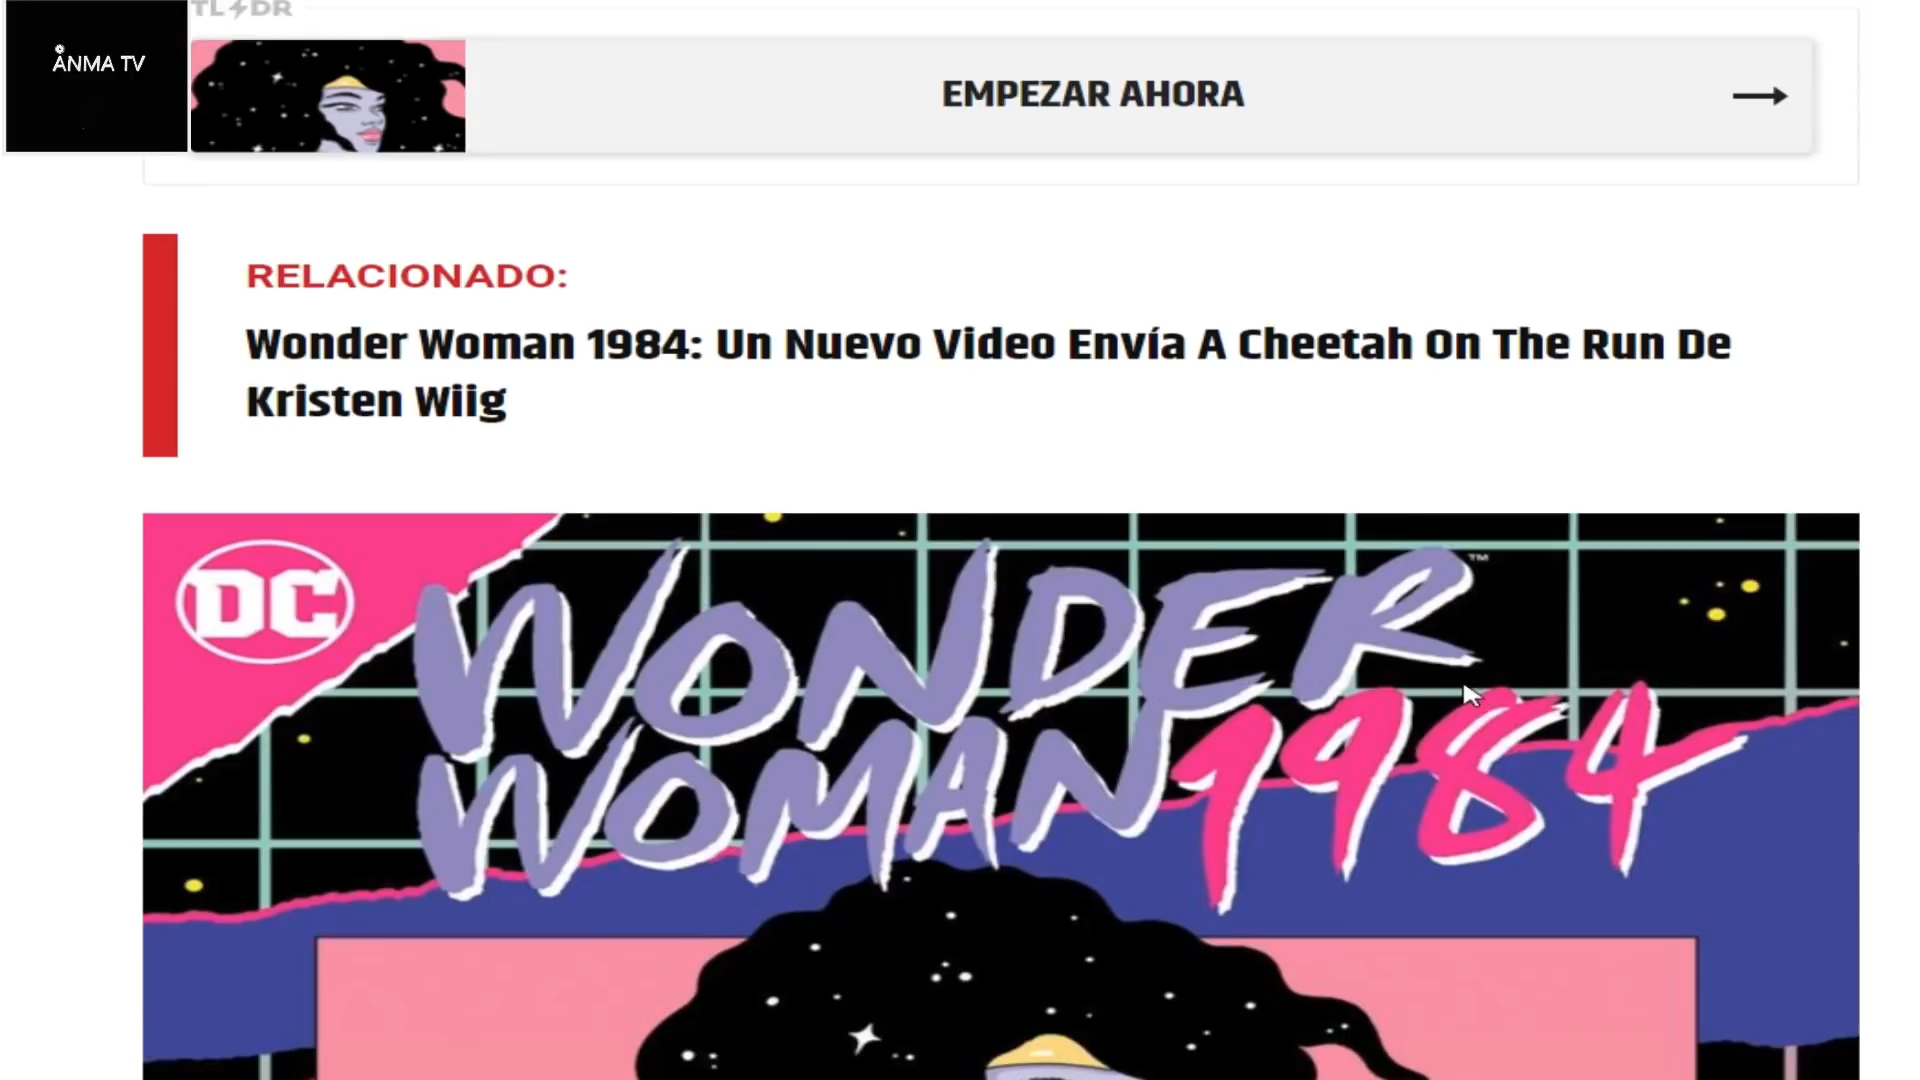 TL⚡DR
ANMA TV
EMPEZAR AHORA
RELACIONADO:
Wonder Woman 1984: Un Nuevo Video Envía A Cheetah On The Run De
Kristen Wiig
DC
WONDER™
WOMAN 1984